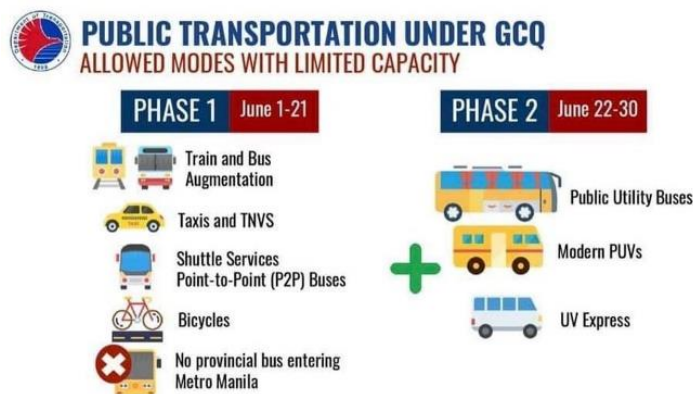 PUBLIC TRANSPORTATION UNDER GCQ
ALLOWED MODES WITH LIMITED CAPACITY
PHASE 1 June 1-21
Train and Bus
Augmentation
TAXI
Taxis and TNVS
Shuttle Services
Point-to-Point (P2P) Buses
Bicycles
No provincial bus entering
Metro Manila
PHASE 2 June 22-30
Public Utility Buses
Modern PUVs
UV Express